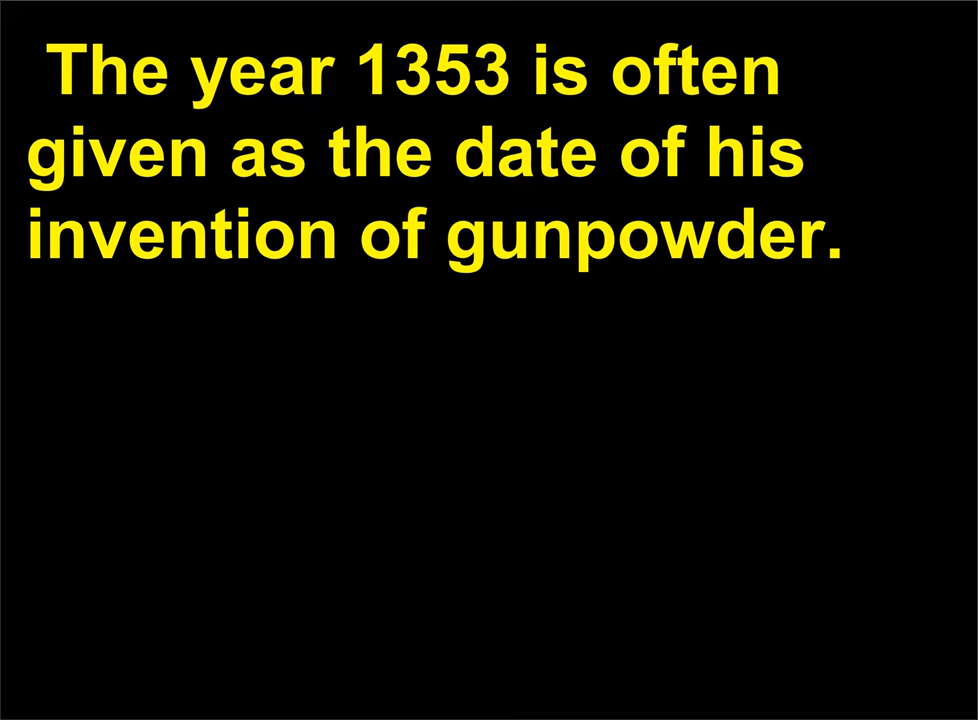 The year 1353 is often
given as the date of his
invention of gunpowder.